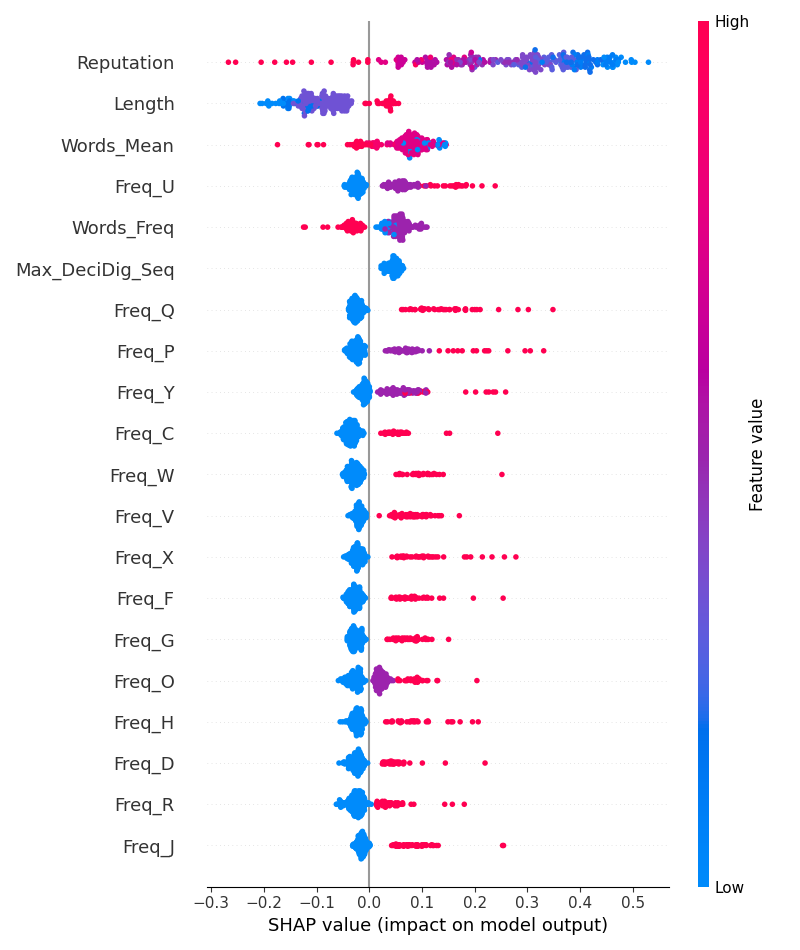 High
Reputation
Length
Words_Mean
Freq_U
Words_Freq
Max_DeciDig_Seq
Freq_Q
Freq_P
Freq_Y
Freq_C
Freq_W
Freq_V
Freq_X
Freq_F
Freq_G
Freq_O
Freq_H
Freq_D
Freq_R
Freq_J
Feature value
Low
−0.3 −0.2 −0.1 0.0 0.1 0.2 0.3 0.4 0.5
SHAP value (impact on model output)